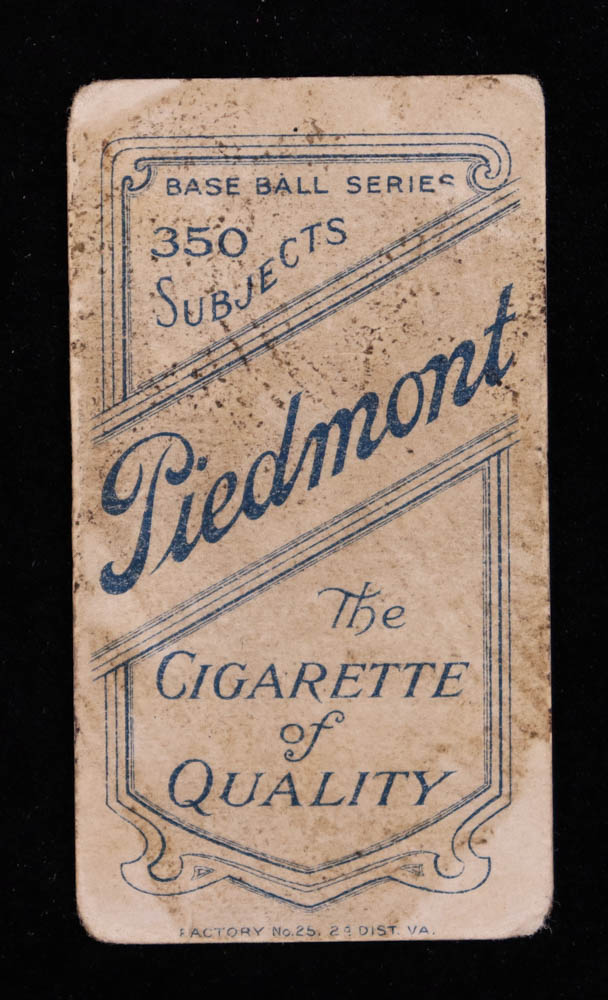 BASE BALL SERIES
350
SUBJECTS
Piedmont
The
CIGARETTE
of
QUALITY
FACTORY No.25, 2d DIST. VA.